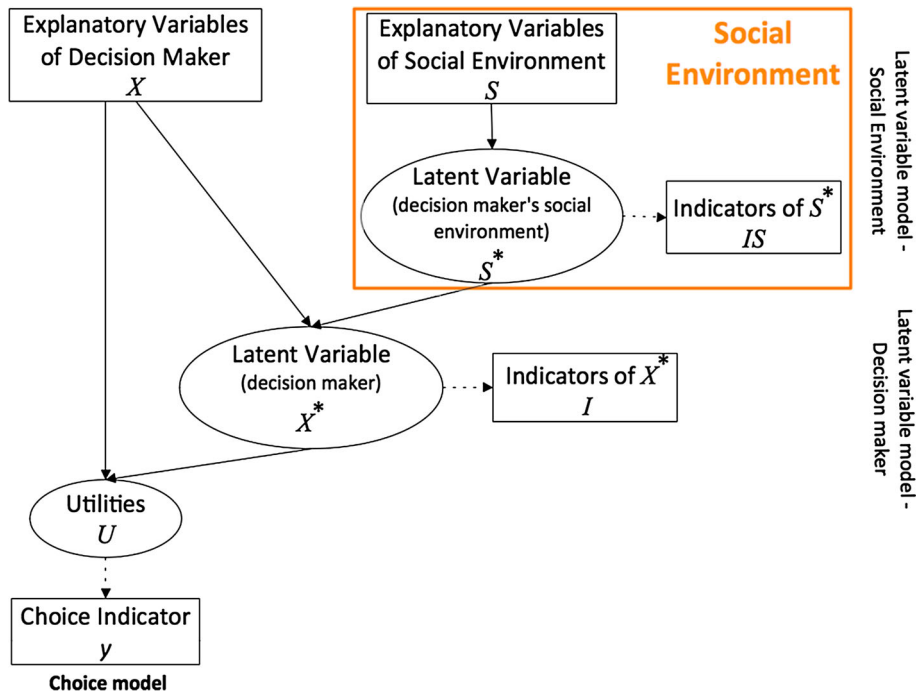 Explanatory Variables
of Decision Maker
X
Explanatory Variables
of Social Environment
S
Social
Environment
Latent Variable
(decision maker's social
environment)
S*
Indicators of S*
IS
Latent variable model -
Social Environment
Latent Variable
(decision maker)
X*
Indicators of X*
I
Latent variable model -
Decision maker
Utilities
U
Choice Indicator
y
Choice model